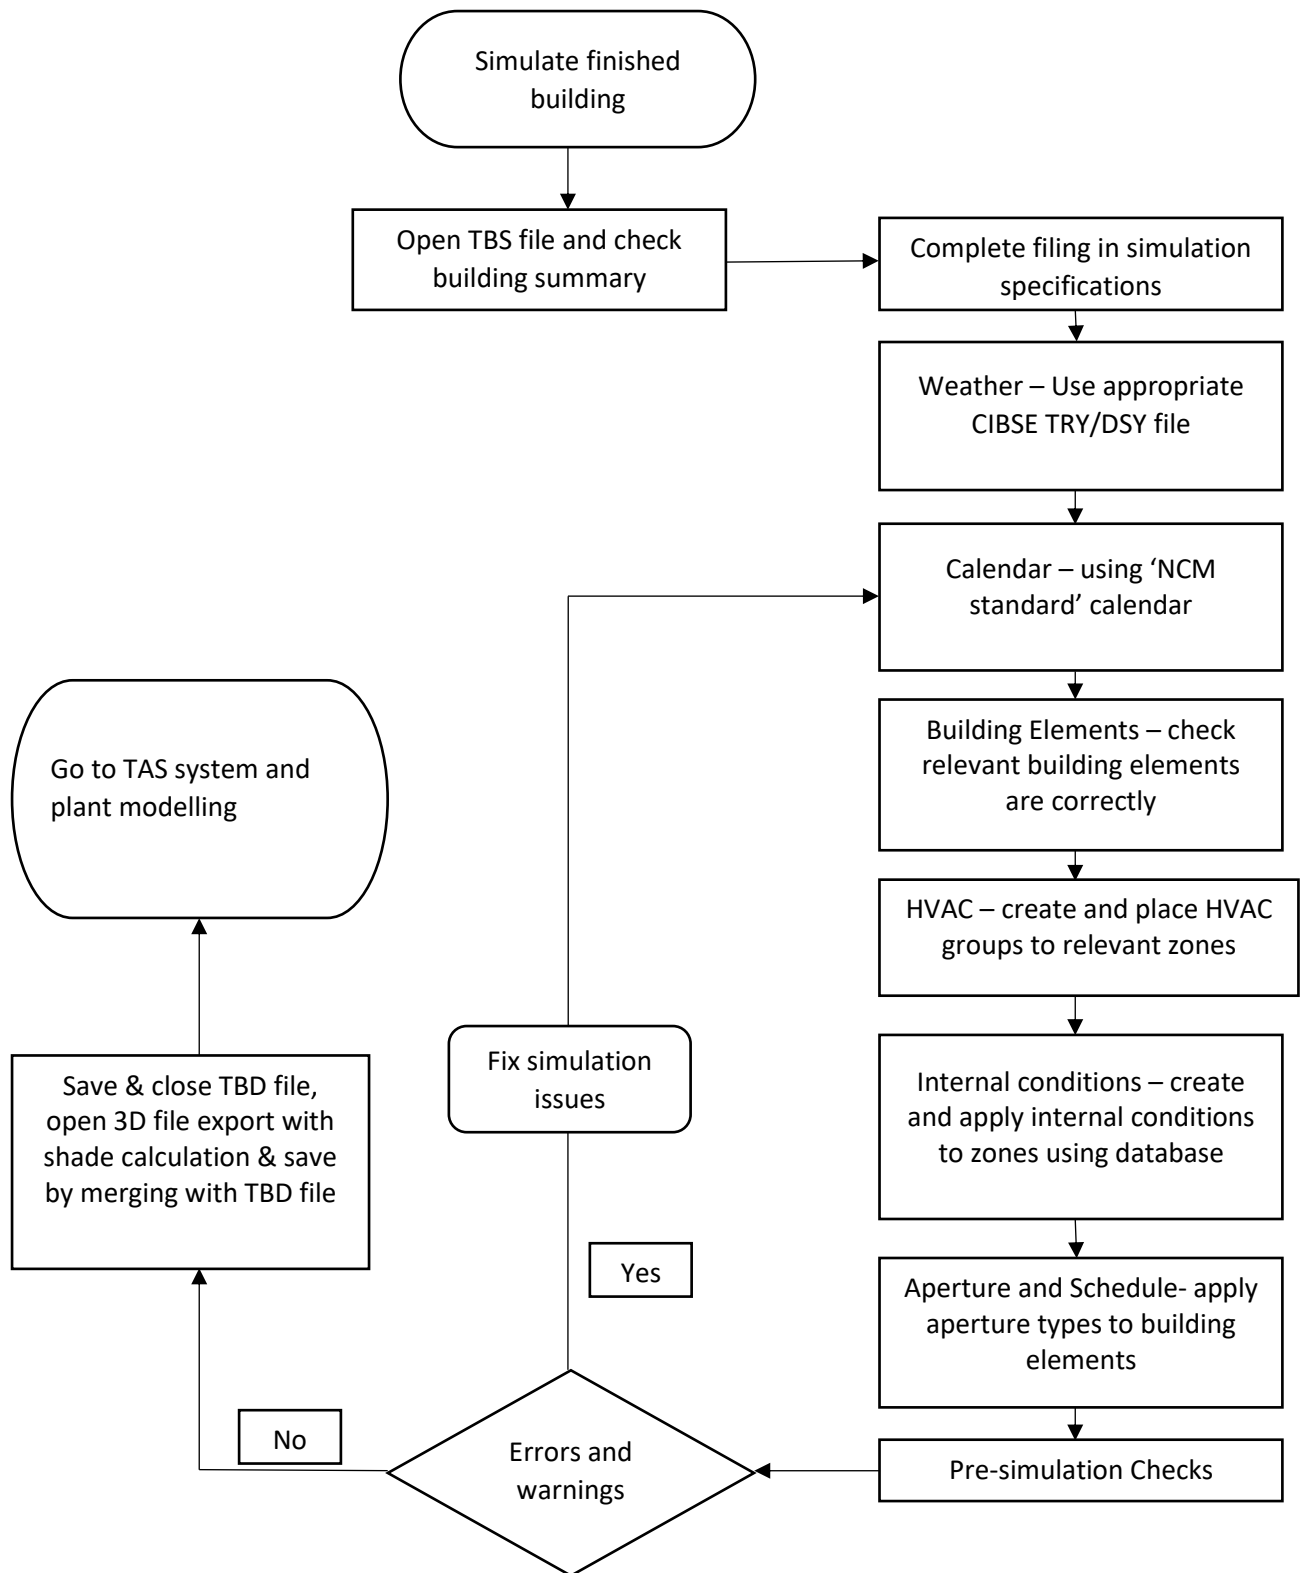 Simulate finished
building
Open TBS file and check
building summary
Complete filing in simulation
specifications
Weather – Use appropriate
CIBSE TRY/DSY file
Calendar – using ‘NCM
standard’ calendar
Building Elements – check
relevant building elements
are correctly
HVAC – create and place HVAC
groups to relevant zones
Internal conditions – create
and apply internal conditions
to zones using database
Aperture and Schedule- apply
aperture types to building
elements
Pre-simulation Checks
Errors and
warnings
Yes
Fix simulation
issues
No
Save & close TBD file,
open 3D file export with
shade calculation & save
by merging with TBD file
Go to TAS system and
plant modelling